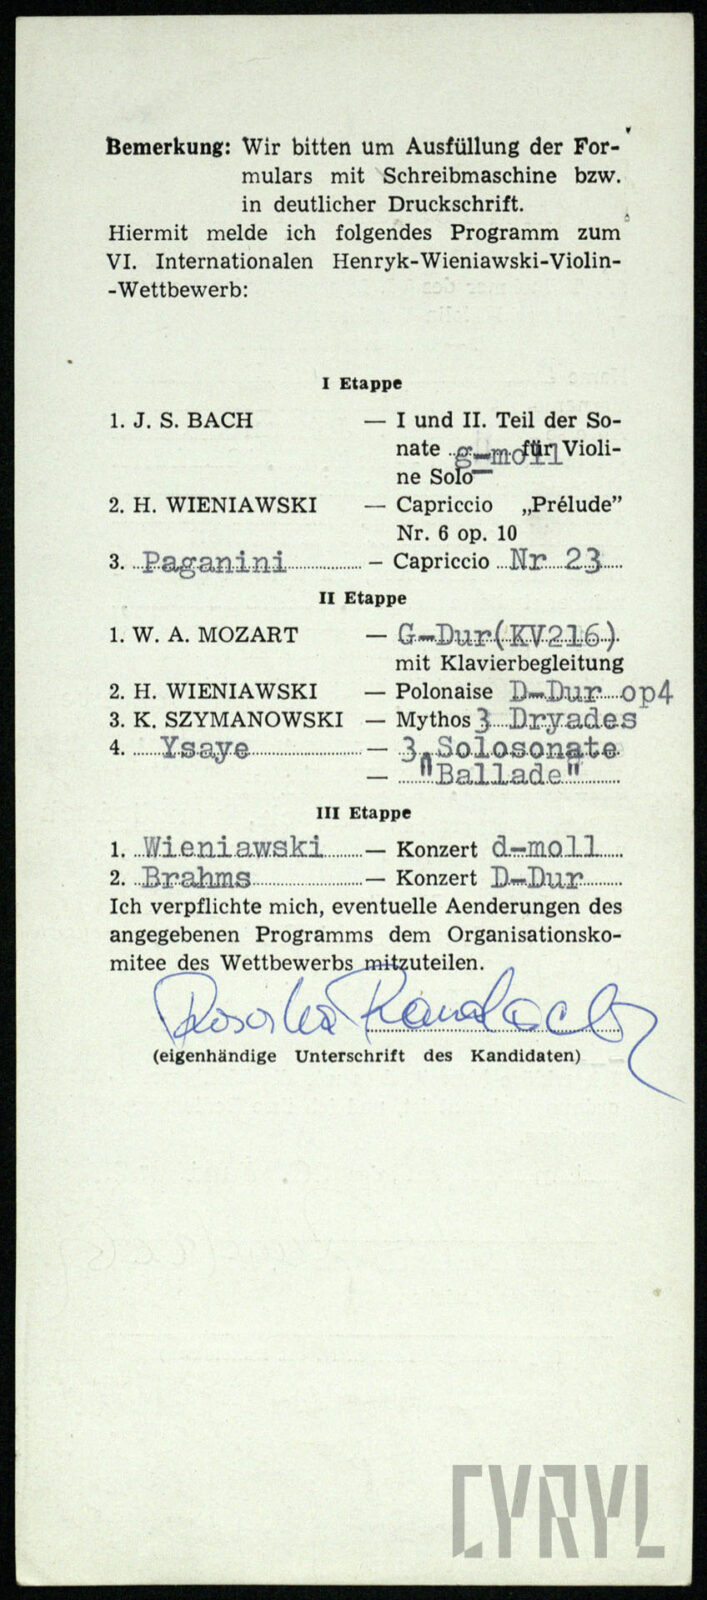 Bemerkung: Wir bitten um Ausfüllung der For-
mulars mit Schreibmaschine bzw.
in deutlicher Druckschrift.
Hiermit melde ich folgendes Programm zum
VI. Internationalen Henryk-Wieniawski-Violin-
-Wettbewerb:
I Etappe
1. J. S. BACH — I und II. Teil der So-
nate g-moll für Violi-
ne Solo
2. H. WIENIAWSKI — Capriccio „Prélude”
Nr. 6 op. 10
3. Paganini — Capriccio Nr 23
II Etappe
1. W. A. MOZART — G-Dur(KV216)
mit Klavierbegleitung
2. H. WIENIAWSKI — Polonaise D-Dur op4
3. K. SZYMANOWSKI — Mythos 3 Dryades
4. Ysaye — 3. Solosonate
— "Ballade"
III Etappe
1. Wieniawski — Konzert d-moll
2. Brahms — Konzert D-Dur
Ich verpflichte mich, eventuelle Aenderungen des
angegebenen Programms dem Organisationsko-
mitee des Wettbewerbs mitzuteilen.
(eigenhändige Unterschrift des Kandidaten)
CYRYL